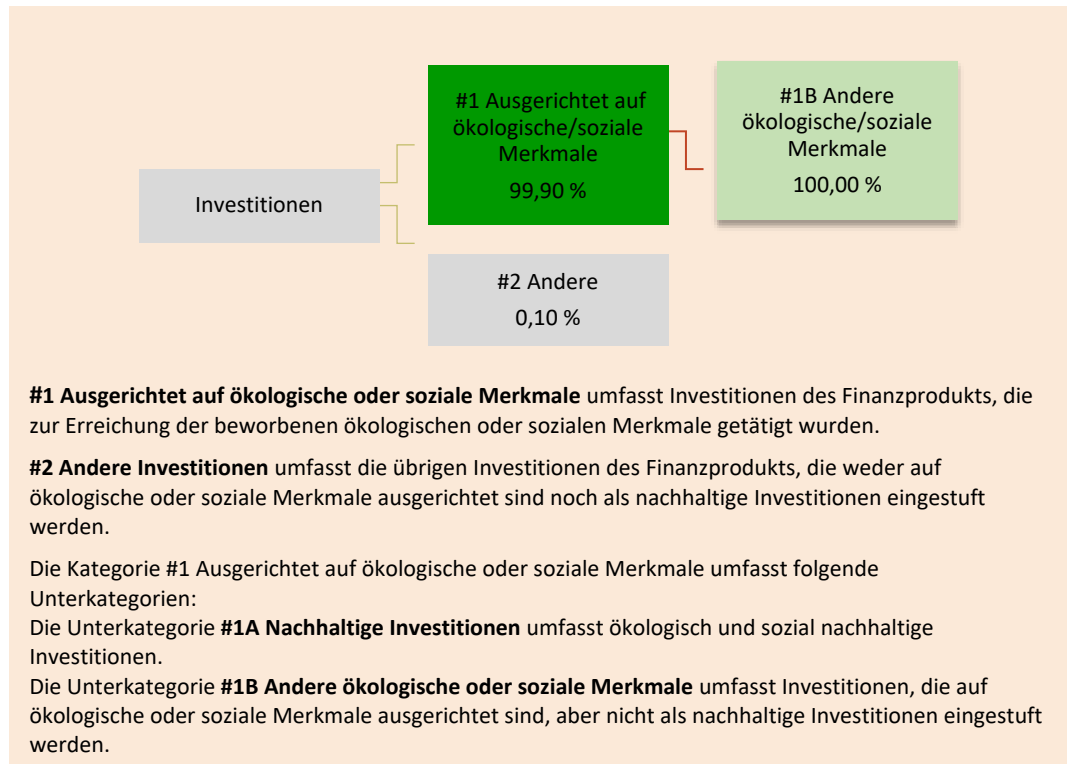 Investitionen
#1 Ausgerichtet auf
ökologische/soziale
Merkmale
99,90 %
#1B Andere
ökologische/soziale
Merkmale
100,00 %
#2 Andere
0,10 %
#1 Ausgerichtet auf ökologische oder soziale Merkmale umfasst Investitionen des Finanzprodukts, die
zur Erreichung der beworbenen ökologischen oder sozialen Merkmale getätigt wurden.
#2 Andere Investitionen umfasst die übrigen Investitionen des Finanzprodukts, die weder auf
ökologische oder soziale Merkmale ausgerichtet sind noch als nachhaltige Investitionen eingestuft
werden.
Die Kategorie #1 Ausgerichtet auf ökologische oder soziale Merkmale umfasst folgende
Unterkategorien:
Die Unterkategorie #1A Nachhaltige Investitionen umfasst ökologisch und sozial nachhaltige
Investitionen.
Die Unterkategorie #1B Andere ökologische oder soziale Merkmale umfasst Investitionen, die auf
ökologische oder soziale Merkmale ausgerichtet sind, aber nicht als nachhaltige Investitionen eingestuft
werden.